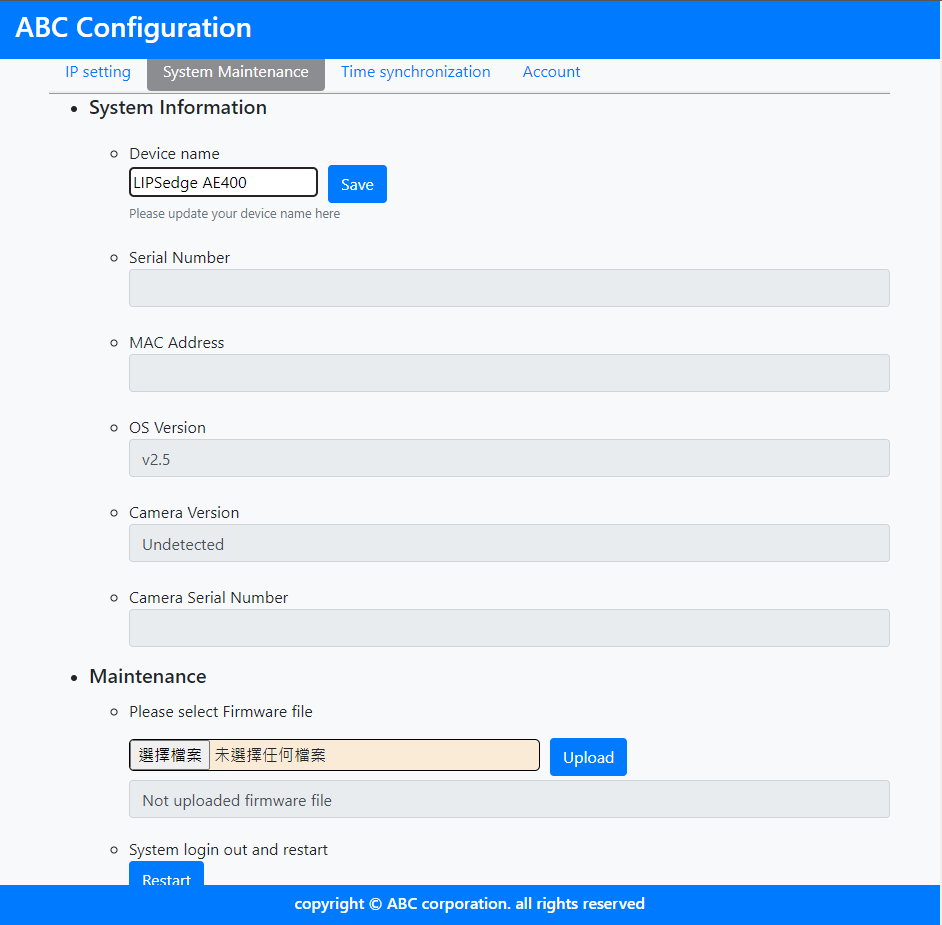 ABC Configuration
IP setting System Maintenance Time synchronization Account
System Information
Device name
LIPSedge AE400 Save
Please update your device name here
Serial Number
MAC Address
OS Version
v2.5
Camera Version
Undetected
Camera Serial Number
Maintenance
Please select Firmware file
選擇檔案 未選擇任何檔案 Upload
Not uploaded firmware file
System login out and restart
Restart
copyright © ABC corporation. all rights reserved